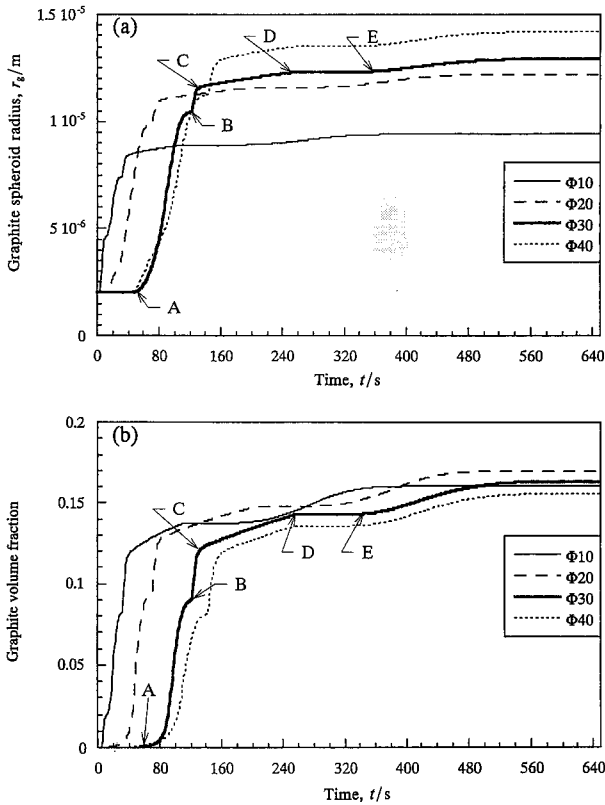 (a)
1.5 10⁻⁵
1 10⁻⁵
5 10⁻⁶
0
Graphite spheroid radius, r_g/m
C
D
E
B
A
Φ10
Φ20
Φ30
Φ40
0 80 160 240 320 400 480 560 640
Time, t/s
(b)
0.2
0.15
0.1
0.05
0
Graphite volume fraction
C
D
E
B
A
Φ10
Φ20
Φ30
Φ40
0 80 160 240 320 400 480 560 640
Time, t/s